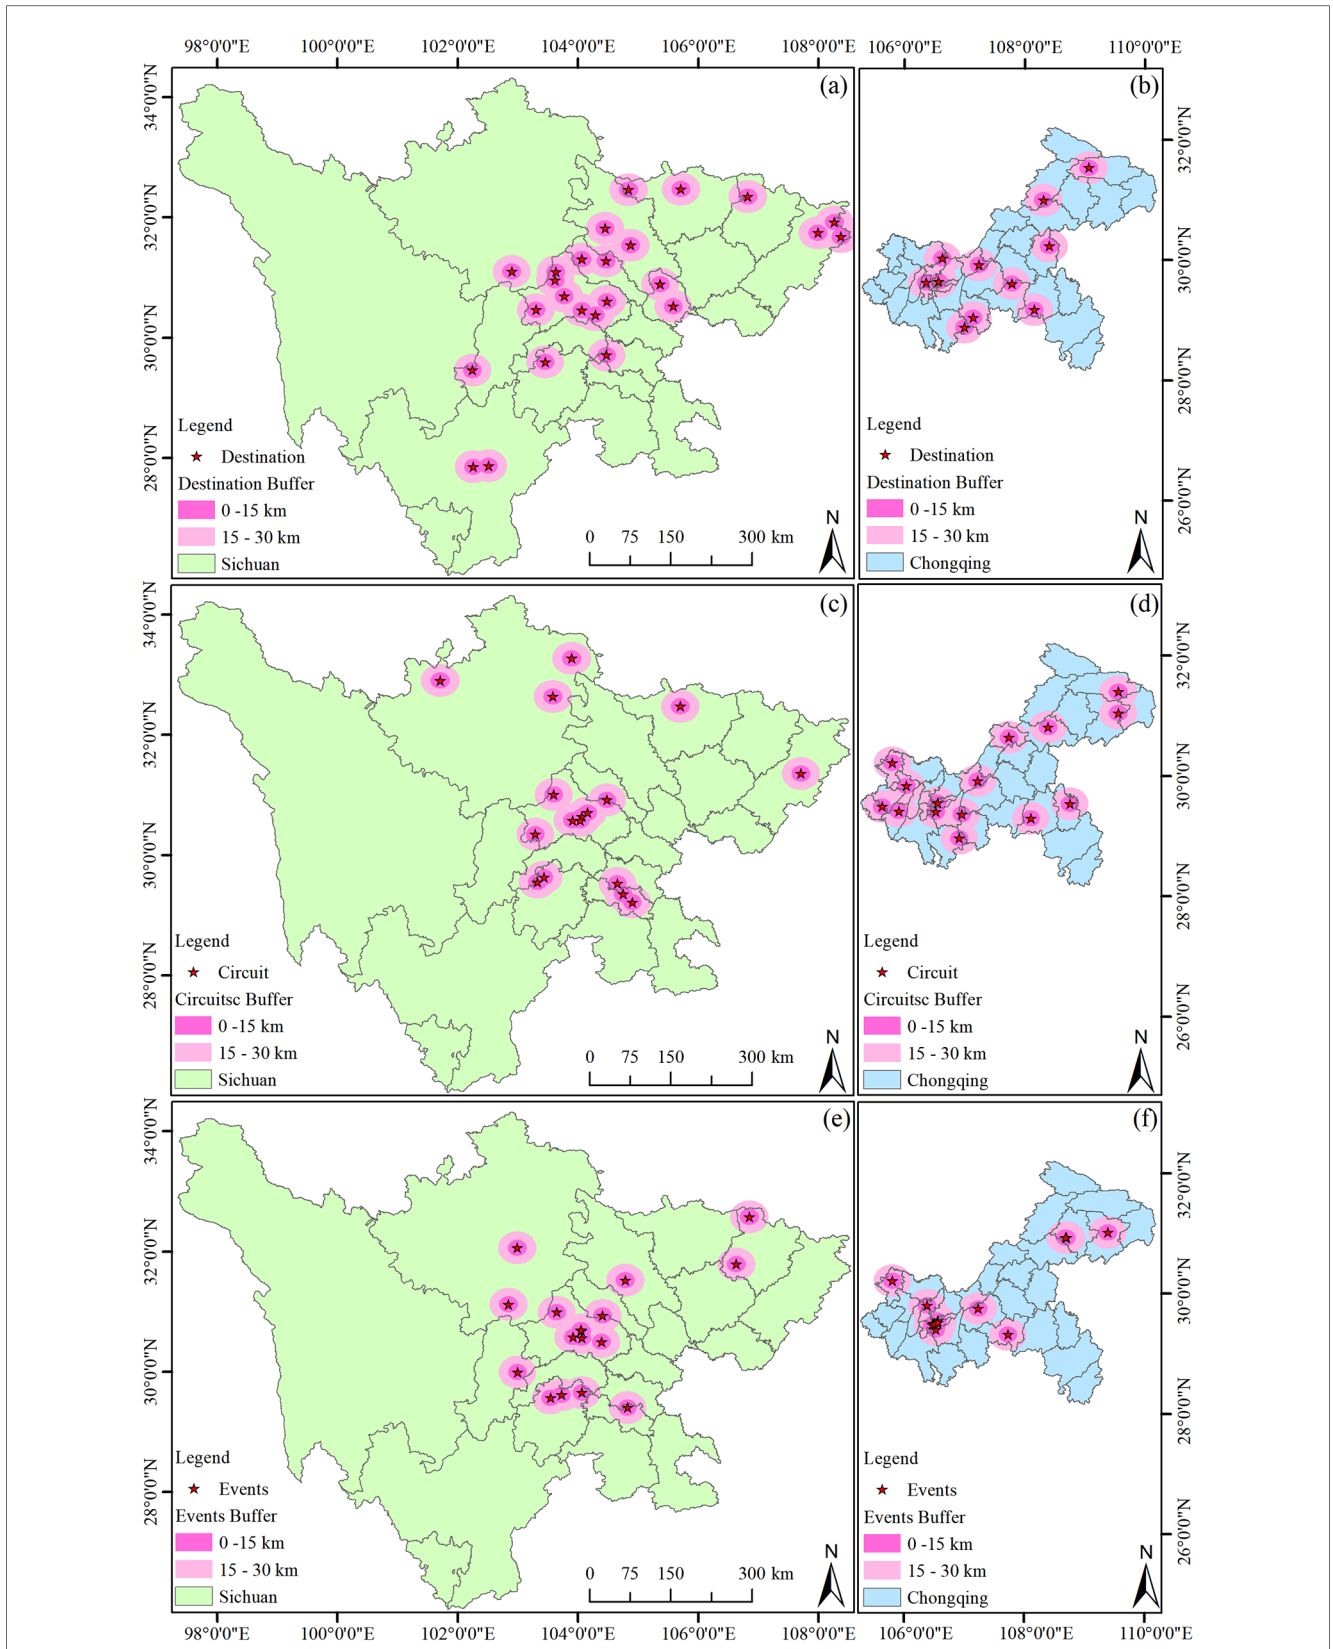 98°0'0"E 100°0'0"E 102°0'0"E 104°0'0"E 106°0'0"E 108°0'0"E 106°0'0"E 108°0'0"E 110°0'0"E
(a)
34°0'0"N
32°0'0"N
30°0'0"N
28°0'0"N
Legend
Destination
Destination Buffer
0 -15 km
15 - 30 km
Sichuan
0 75 150 300 km
N
(b)
32°0'0"N
30°0'0"N
28°0'0"N
26°0'0"N
Legend
Destination
Destination Buffer
0 -15 km
15 - 30 km
Chongqing
N
(c)
34°0'0"N
32°0'0"N
30°0'0"N
28°0'0"N
Legend
Circuit
Circuitsc Buffer
0 -15 km
15 - 30 km
Sichuan
0 75 150 300 km
N
(d)
32°0'0"N
30°0'0"N
28°0'0"N
26°0'0"N
Legend
Circuit
Circuitsc Buffer
0 -15 km
15 - 30 km
Chongqing
N
(e)
34°0'0"N
32°0'0"N
30°0'0"N
28°0'0"N
Legend
Events
Events Buffer
0 -15 km
15 - 30 km
Sichuan
0 75 150 300 km
N
(f)
32°0'0"N
30°0'0"N
28°0'0"N
26°0'0"N
Legend
Events
Events Buffer
0 -15 km
15 - 30 km
Chongqing
N
98°0'0"E 100°0'0"E 102°0'0"E 104°0'0"E 106°0'0"E 108°0'0"E 106°0'0"E 108°0'0"E 110°0'0"E